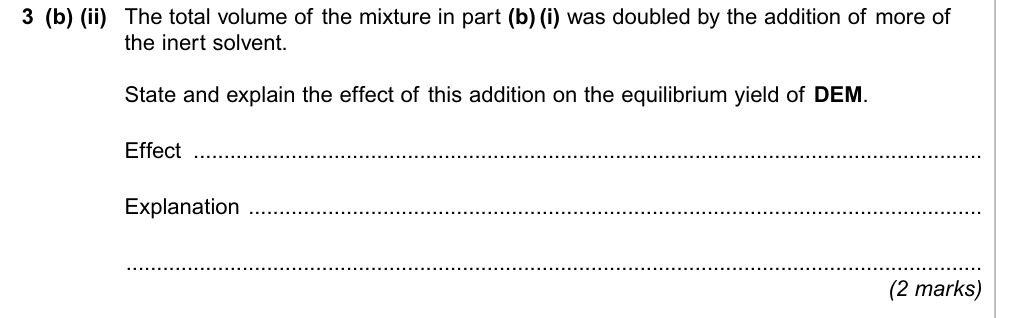 3 (b) (ii) The total volume of the mixture in part (b) (i) was doubled by the addition of more of
the inert solvent.
State and explain the effect of this addition on the equilibrium yield of DEM.
Effect ....................................................................................................................................
Explanation ...........................................................................................................................
................................................................................................................................................
(2 marks)